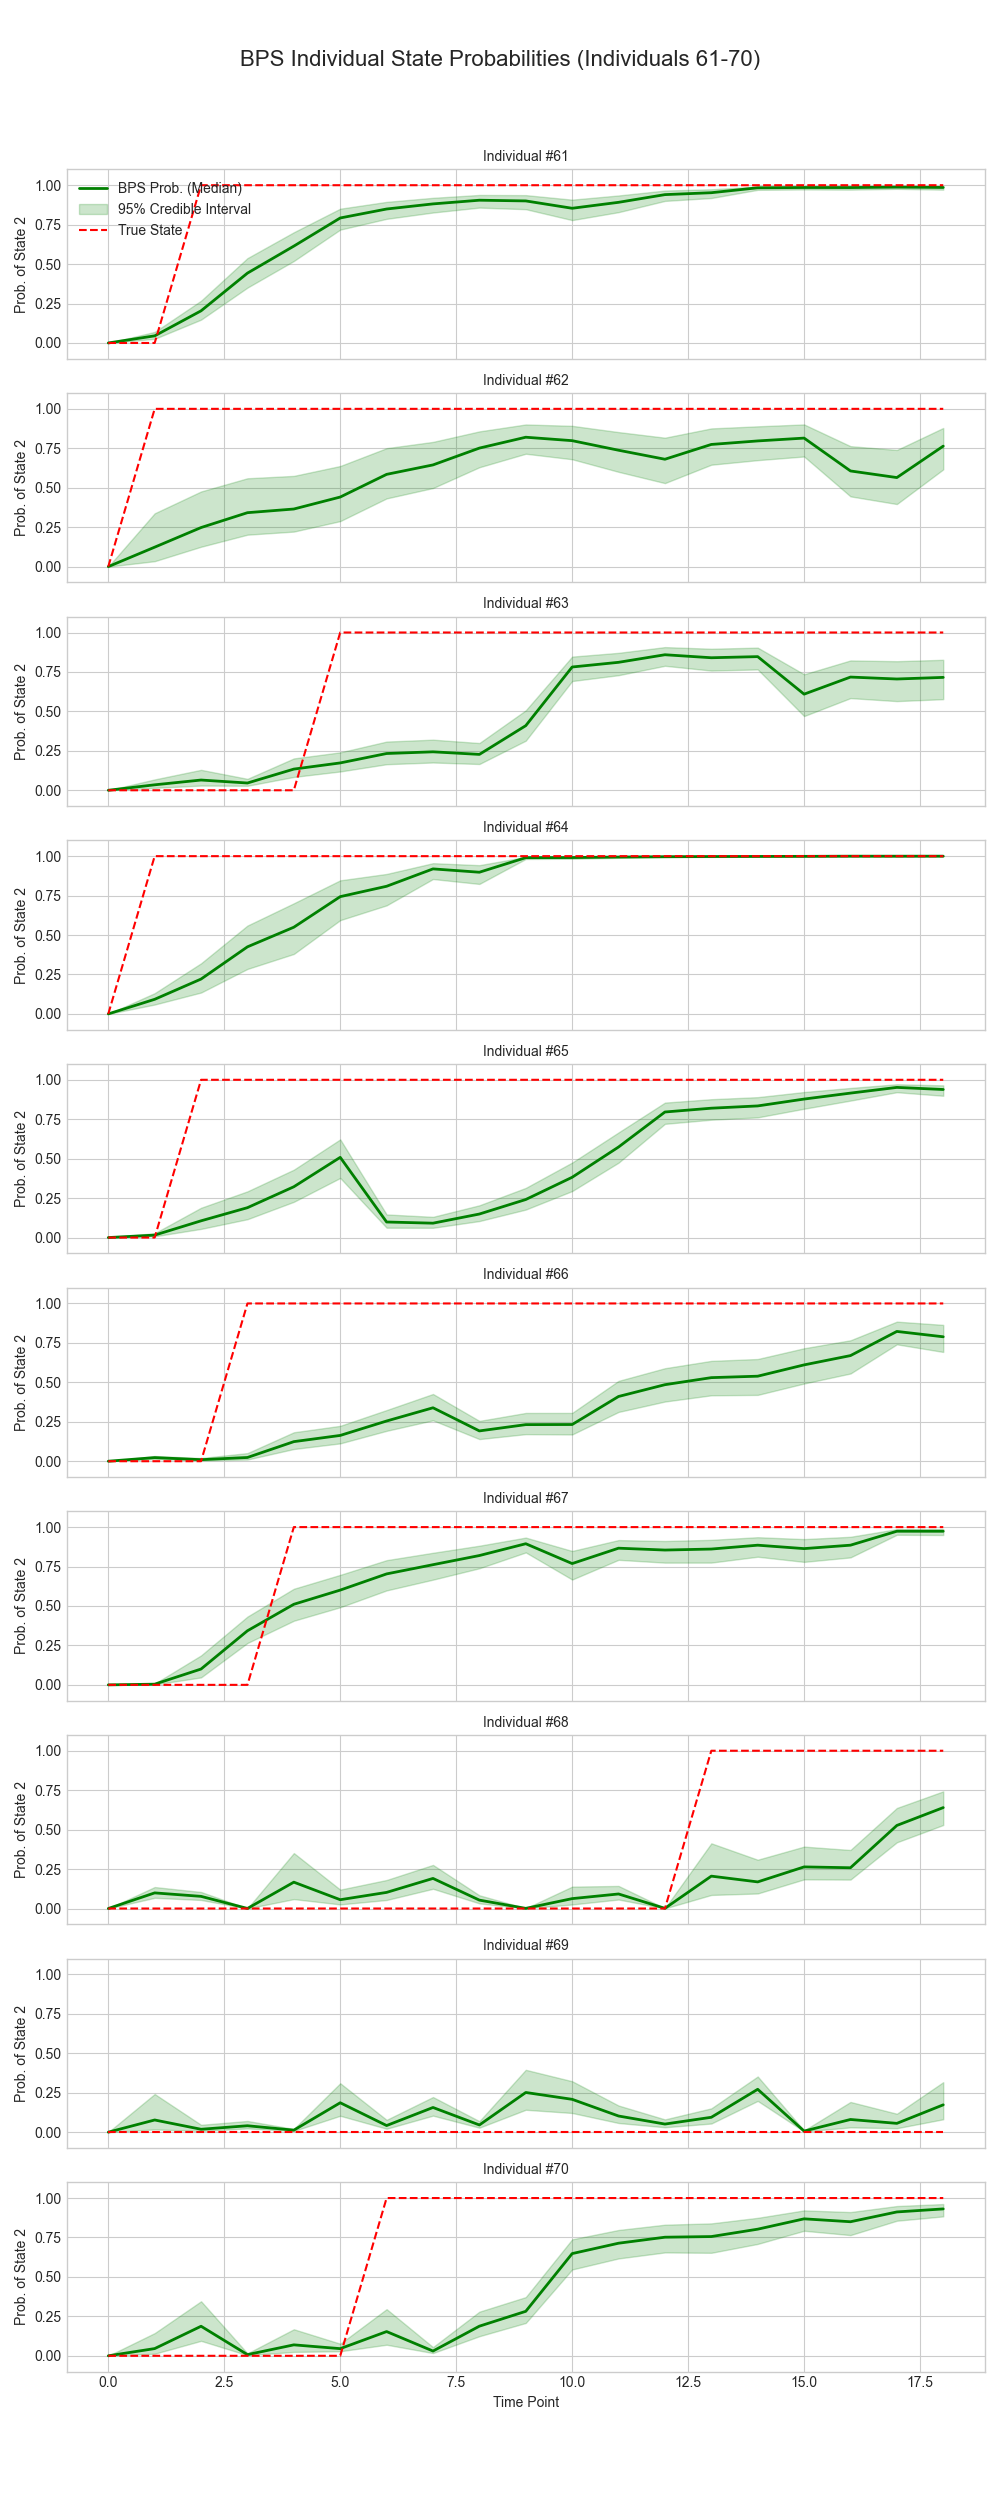 BPS Individual State Probabilities (Individuals 61-70)
Individual #61
BPS Prob. (Median)
95% Credible Interval
True State
Prob. of State 2
1.00
0.75
0.50
0.25
0.00
Individual #62
Prob. of State 2
1.00
0.75
0.50
0.25
0.00
Individual #63
Prob. of State 2
1.00
0.75
0.50
0.25
0.00
Individual #64
Prob. of State 2
1.00
0.75
0.50
0.25
0.00
Individual #65
Prob. of State 2
1.00
0.75
0.50
0.25
0.00
Individual #66
Prob. of State 2
1.00
0.75
0.50
0.25
0.00
Individual #67
Prob. of State 2
1.00
0.75
0.50
0.25
0.00
Individual #68
Prob. of State 2
1.00
0.75
0.50
0.25
0.00
Individual #69
Prob. of State 2
1.00
0.75
0.50
0.25
0.00
Individual #70
Prob. of State 2
1.00
0.75
0.50
0.25
0.00
0.0 2.5 5.0 7.5 10.0 12.5 15.0 17.5
Time Point